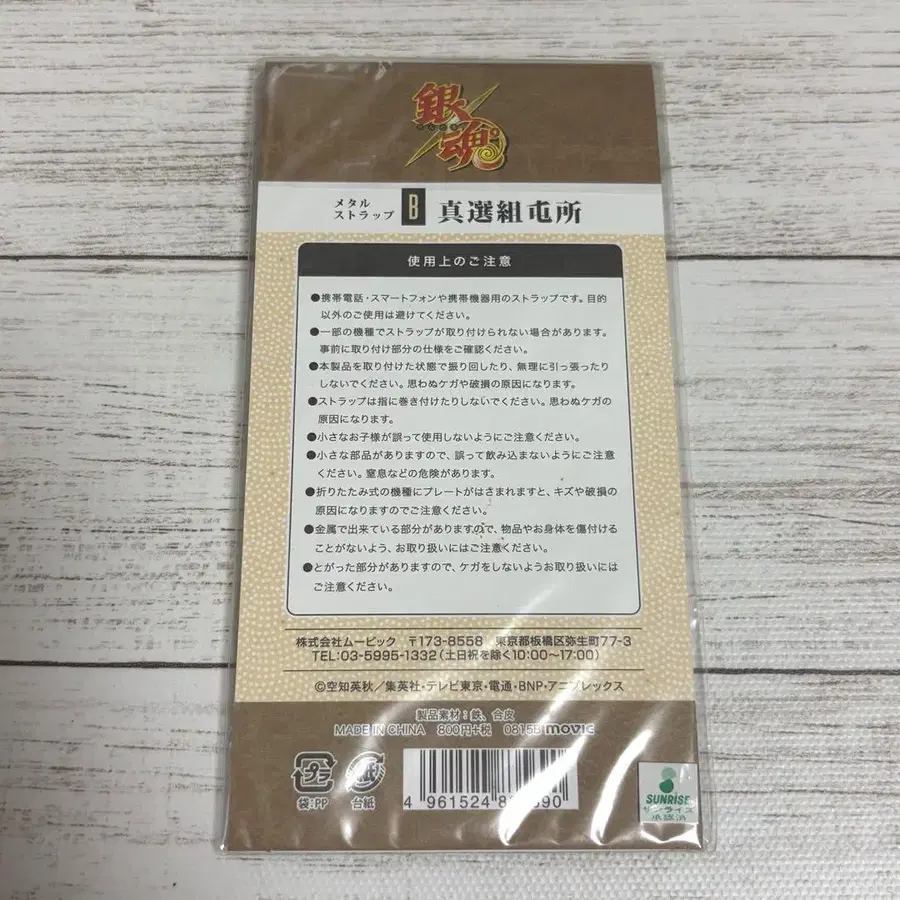 銀魂
メタル
ストラップ B 真選組屯所
使用上のご注意
●携帯電話・スマートフォンや携帯機器用のストラップです。目的
以外のご使用は避けてください。
●一部の機種でストラップが取り付けられない場合があります。
事前に取り付け部分の仕様をご確認ください。
●本製品を取り付けた状態で振り回したり、無理に引っ張ったり
しないでください。思わぬケガや破損の原因になります。
●ストラップは指に巻き付けたりしないでください。思わぬケガの
原因になります。
●小さなお子様が誤って使用しないようにご注意ください。
●小さな部品がありますので、誤って飲み込まないようにご注意
ください。窒息などの危険があります。
●折りたたみ式の機種にプレートがはさまれますと、キズや破損の
原因になりますのでご注意ください。
●金属で出来ている部分がありますので、物品やお身体を傷付ける
ことがないよう、お取り扱いにはご注意ください。
●とがった部分がありますので、ケガをしないようお取り扱いには
ご注意ください。
株式会社ムービック 〒173-8558 東京都板橋区弥生町77-3
TEL:03-5995-1332(土日祝を除く10:00~17:00)
©空知英秋/集英社・テレビ東京・電通・BNP・アニプレックス
製品素材:鉄、合皮
MADE IN CHINA 800円+税 0815B movic
プラ 紙
袋:PP 台紙
4 961524
SUNRISE
サンライズ
承認済